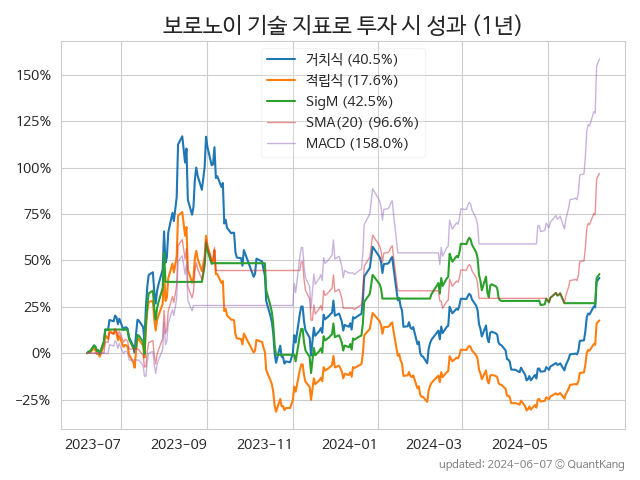 보로노이 기술 지표로 투자 시 성과 (1년)
거치식 (40.5%)
적립식 (17.6%)
SigM (42.5%)
SMA(20) (96.6%)
MACD (158.0%)
150%
125%
100%
75%
50%
25%
0%
−25%
2023-07 2023-09 2023-11 2024-01 2024-03 2024-05
updated: 2024-06-07 © QuantKang